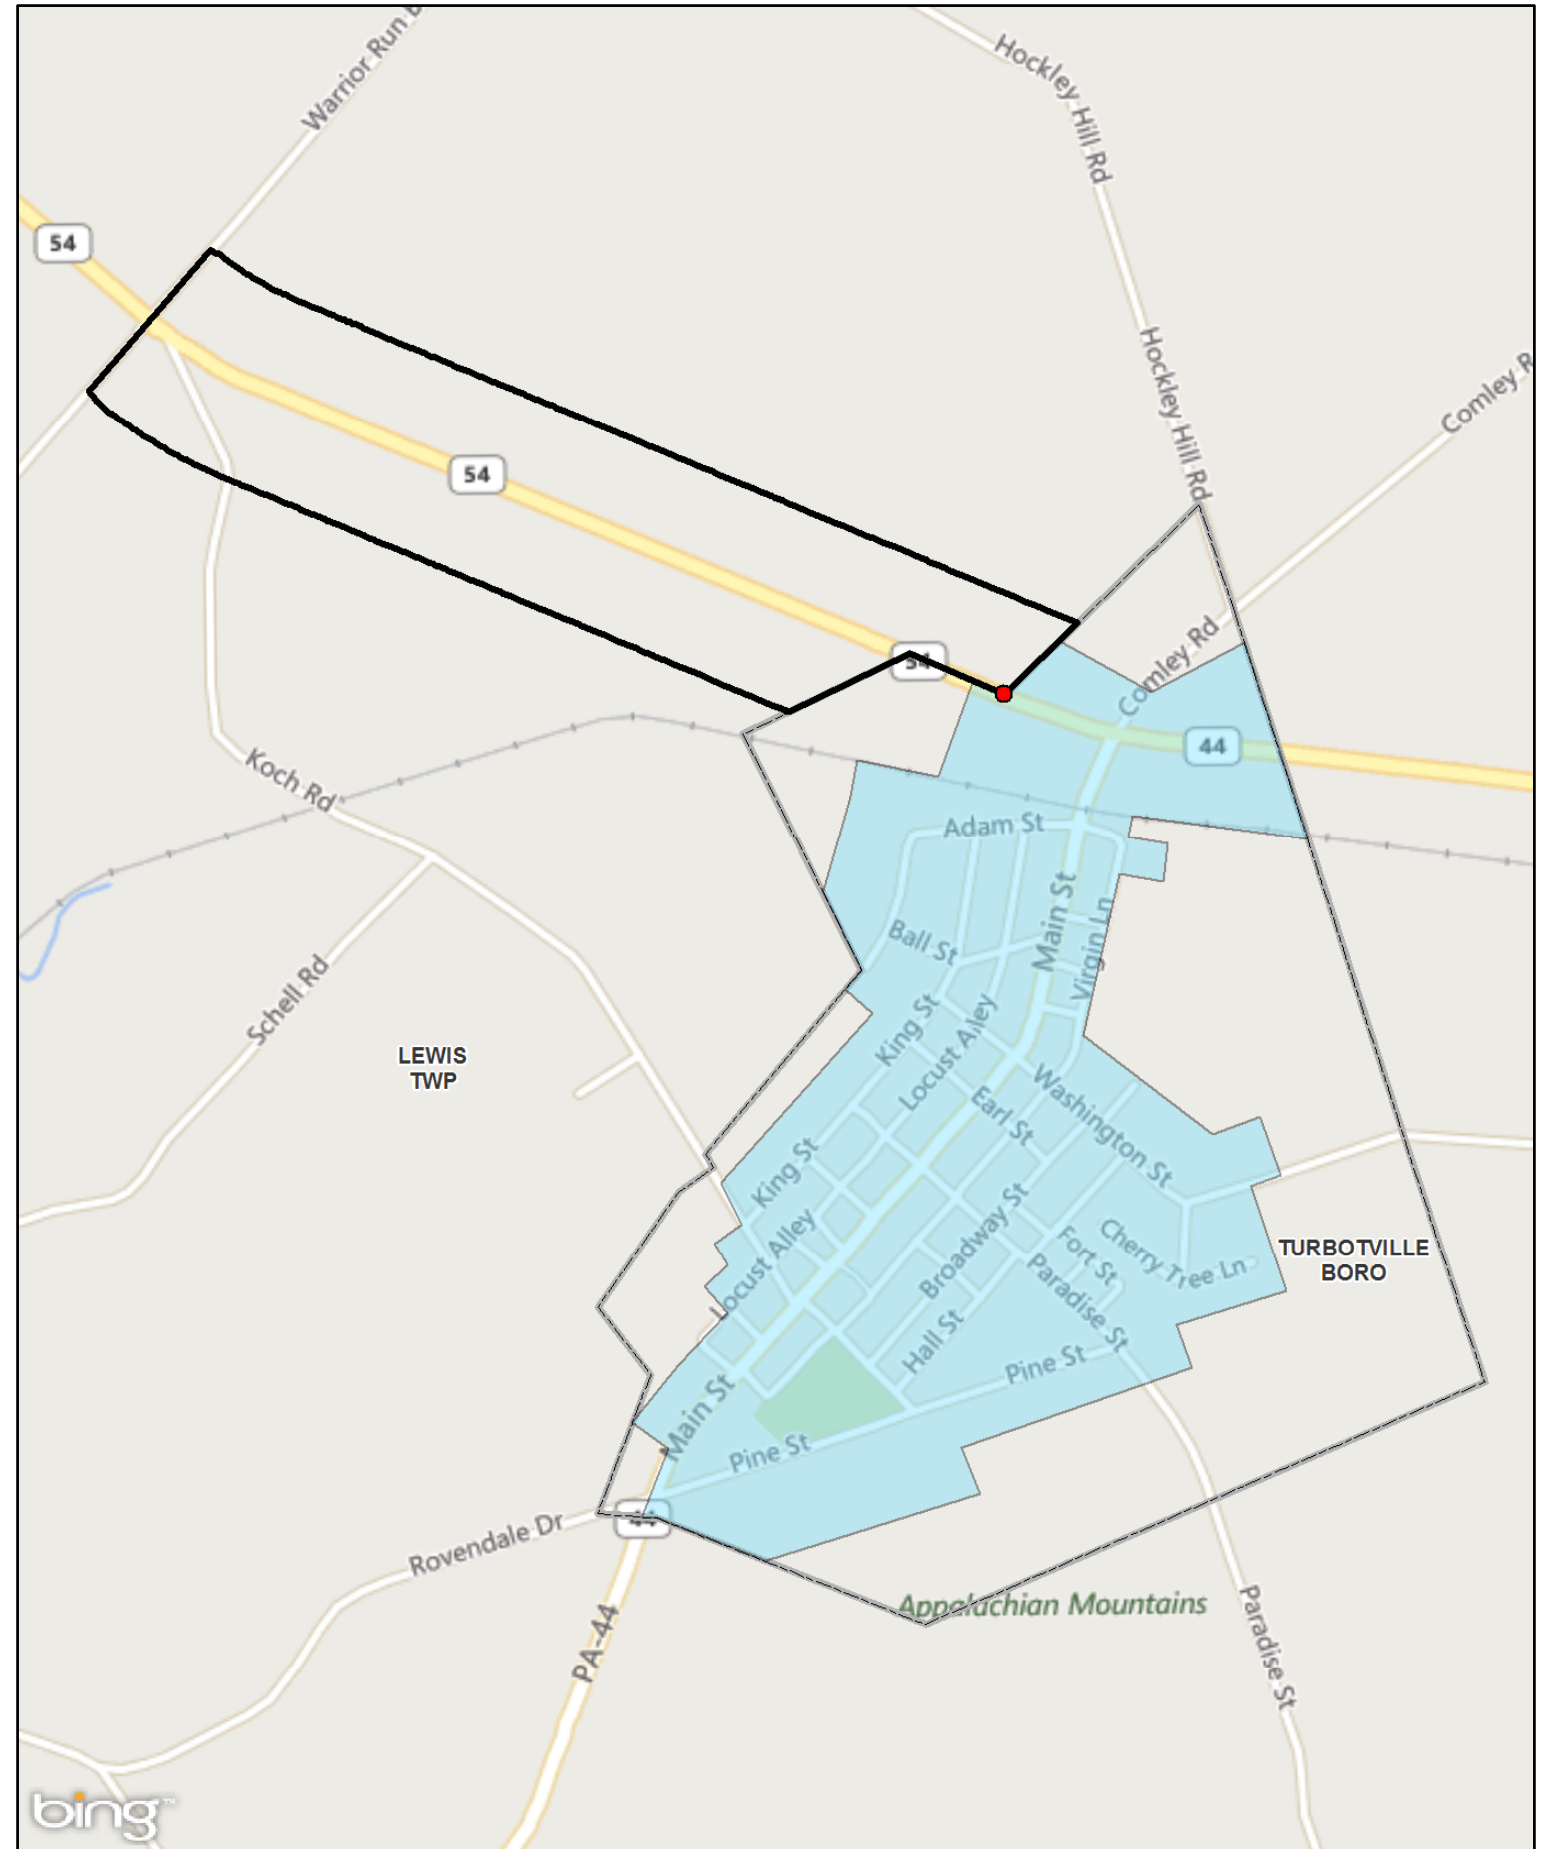 Warrior Run
Hockley Hill Rd
54
Hockley Hill Rd
Comley R
54
Comley Rd
54
44
Koch Rd
Adam St
Main St
Virgin Ln
Ball St
Schell Rd
King St
Locust Alley
LEWIS
TWP
Earl St
Washington St
King St
Broadway St
Locust Alley
Fort St
Cherry Tree Ln
TURBOTVILLE
BORO
Paradise St
Hall St
Pine St
Main St
Pine St
44
Rovendale Dr
Appalachian Mountains
PA-44
Paradise St
bing™